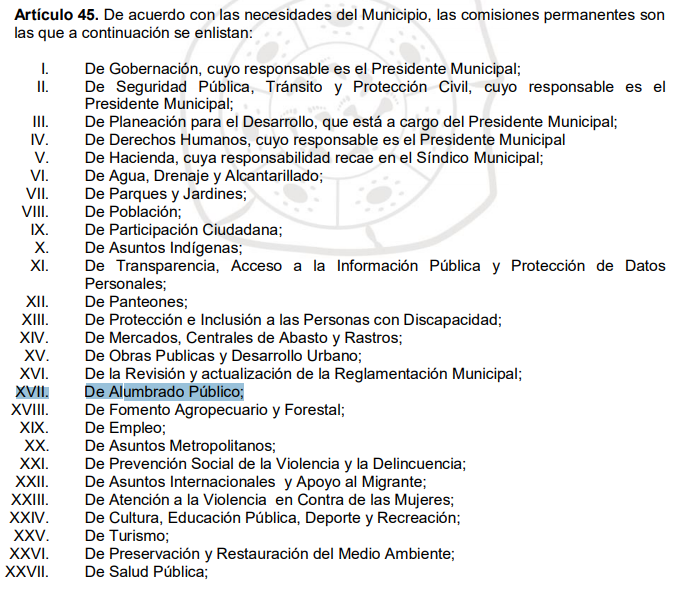 Artículo 45. De acuerdo con las necesidades del Municipio, las comisiones permanentes son
las que a continuación se enlistan:
I. De Gobernación, cuyo responsable es el Presidente Municipal;
II. De Seguridad Pública, Tránsito y Protección Civil, cuyo responsable es el
Presidente Municipal;
III. De Planeación para el Desarrollo, que está a cargo del Presidente Municipal;
IV. De Derechos Humanos, cuyo responsable es el Presidente Municipal
V. De Hacienda, cuya responsabilidad recae en el Síndico Municipal;
VI. De Agua, Drenaje y Alcantarillado;
VII. De Parques y Jardines;
VIII. De Población;
IX. De Participación Ciudadana;
X. De Asuntos Indígenas;
XI. De Transparencia, Acceso a la Información Pública y Protección de Datos
Personales;
XII. De Panteones;
XIII. De Protección e Inclusión a las Personas con Discapacidad;
XIV. De Mercados, Centrales de Abasto y Rastros;
XV. De Obras Publicas y Desarrollo Urbano;
XVI. De la Revisión y actualización de la Reglamentación Municipal;
XVII. De Alumbrado Público;
XVIII. De Fomento Agropecuario y Forestal;
XIX. De Empleo;
XX. De Asuntos Metropolitanos;
XXI. De Prevención Social de la Violencia y la Delincuencia;
XXII. De Asuntos Internacionales y Apoyo al Migrante;
XXIII. De Atención a la Violencia en Contra de las Mujeres;
XXIV. De Cultura, Educación Pública, Deporte y Recreación;
XXV. De Turismo;
XXVI. De Preservación y Restauración del Medio Ambiente;
XXVII. De Salud Pública;